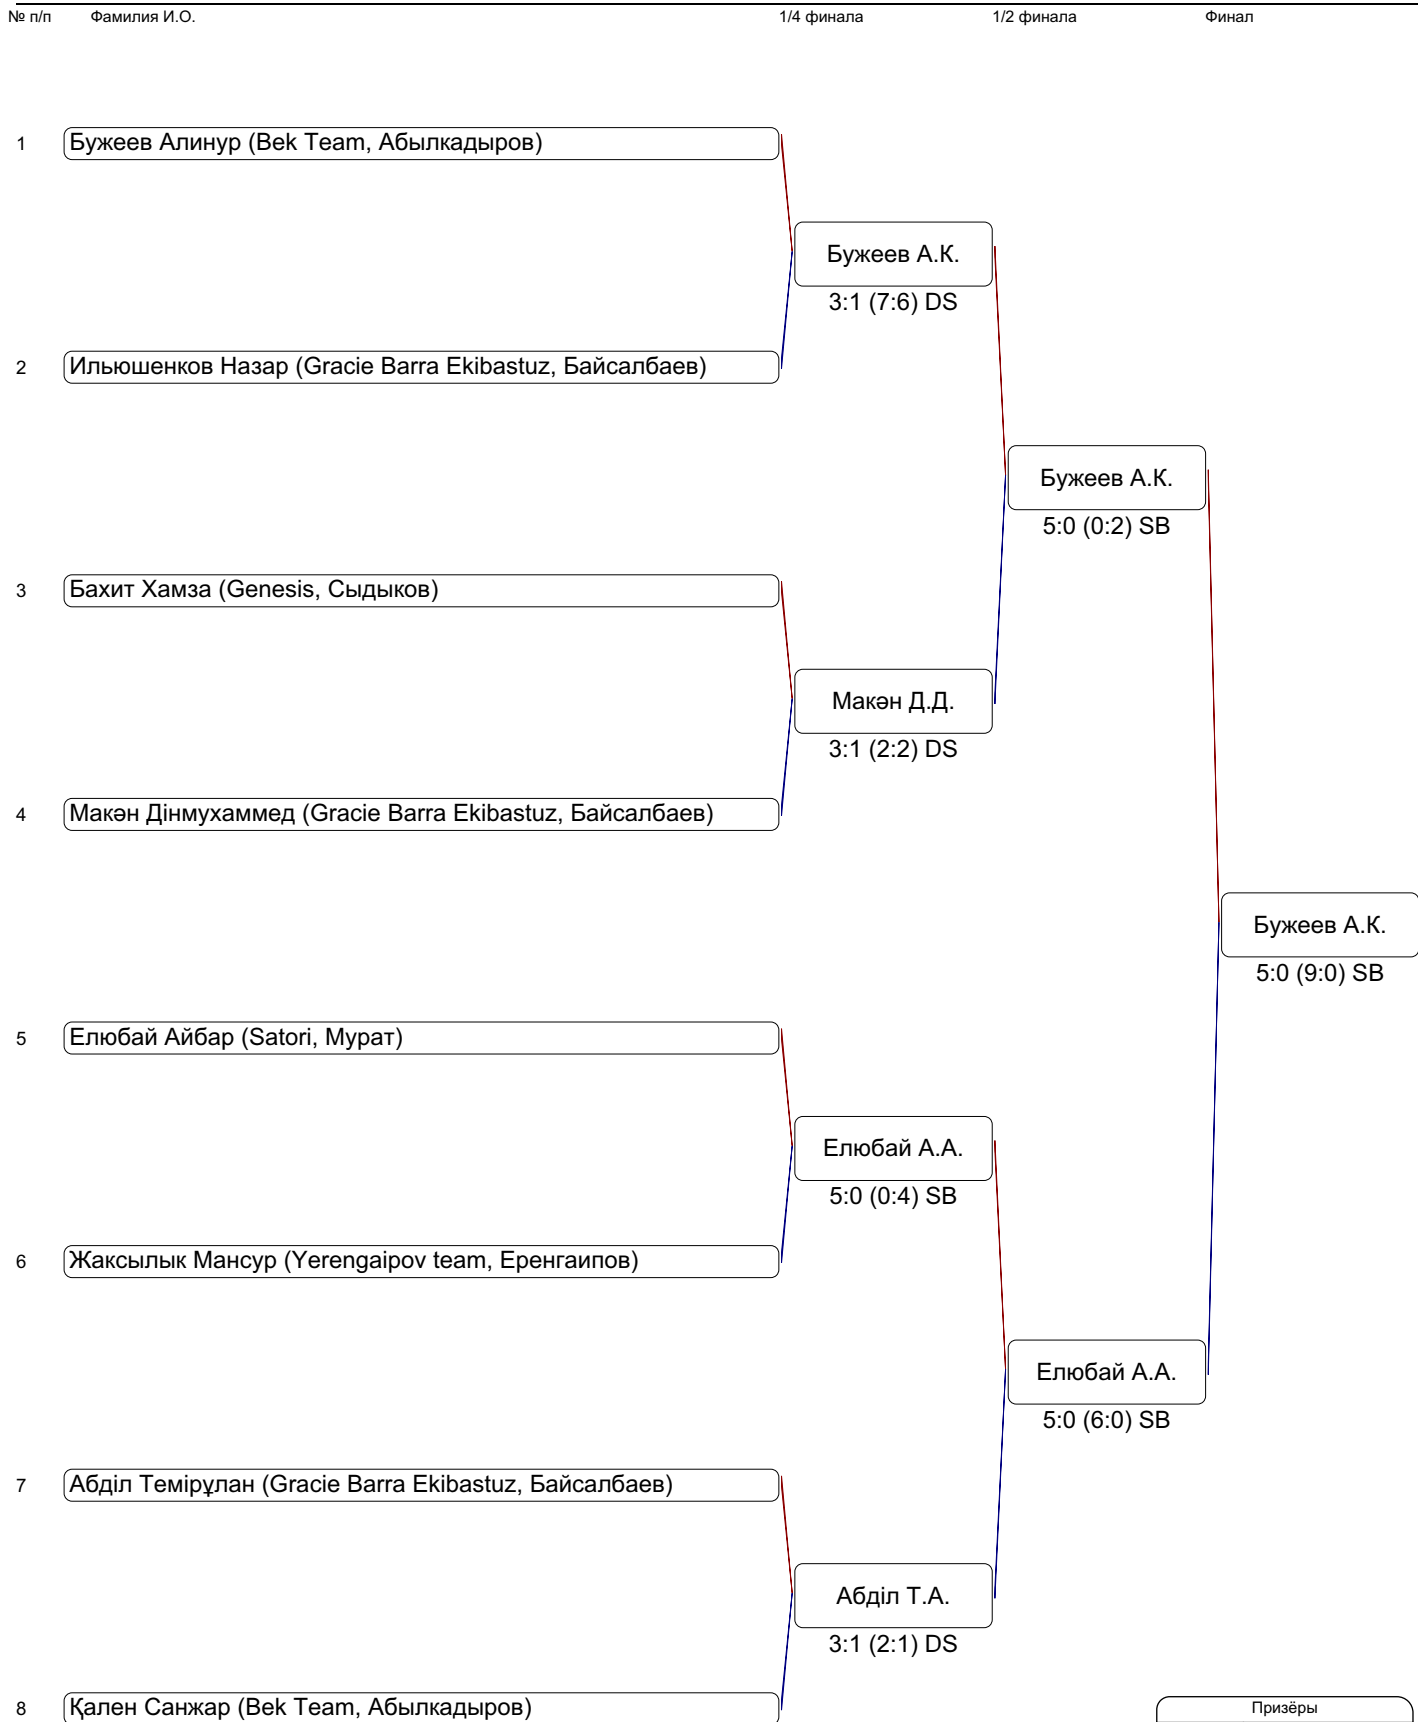 № п/п Фамилия И.О. 1/4 финала 1/2 финала Финал
1 Бужеев Алинур (Bek Team, Абылкадыров)
Бужеев А.К.
3:1 (7:6) DS
2 Ильюшенков Назар (Gracie Barra Ekibastuz, Байсалбаев)
Бужеев А.К.
5:0 (0:2) SB
3 Бахит Хамза (Genesis, Сыдыков)
Макән Д.Д.
3:1 (2:2) DS
4 Макән Дінмухаммед (Gracie Barra Ekibastuz, Байсалбаев)
Бужеев А.К.
5:0 (9:0) SB
5 Елюбай Айбар (Satori, Мурат)
Елюбай А.А.
5:0 (0:4) SB
6 Жаксылык Мансур (Yerengaipov team, Еренгаипов)
Елюбай А.А.
5:0 (6:0) SB
7 Абділ Темірұлан (Gracie Barra Ekibastuz, Байсалбаев)
Абділ Т.А.
3:1 (2:1) DS
8 Қален Санжар (Bek Team, Абылкадыров)
Призёры